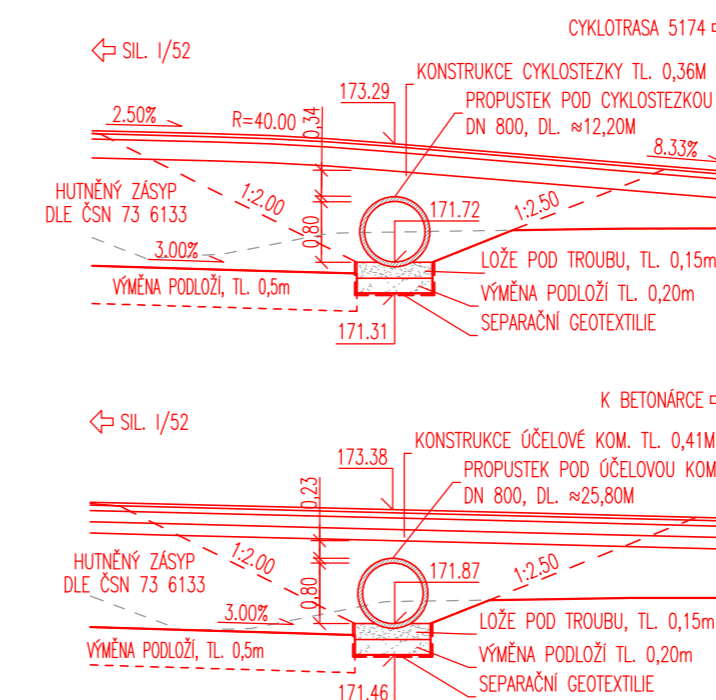 CYKLOTRASA 5174
SIL. I/52
KONSTRUKCE CYKLOSTEZKY TL. 0,36M
173.29
PROPUSTEK POD CYKLOSTEZKOU
2.50%
R=40.00
0,34
DN 800, DL. ≈12,20M
8.33%
HUTNĚNÝ ZÁSYP
DLE ČSN 73 6133
1:2.00
171.72
1:2.50
0,80
3.00%
LOŽE POD TROUBU, TL. 0,15m
VÝMĚNA PODLOŽÍ, TL. 0,5m
VÝMĚNA PODLOŽÍ TL. 0,20m
SEPARAČNÍ GEOTEXTILIE
171.31
K BETONÁRCE
SIL. I/52
KONSTRUKCE ÚČELOVÉ KOM. TL. 0,41M
173.38
PROPUSTEK POD ÚČELOVOU KOM
0,23
DN 800, DL. ≈25,80M
HUTNĚNÝ ZÁSYP
DLE ČSN 73 6133
1:2.00
171.87
1:2.50
0,80
3.00%
LOŽE POD TROUBU, TL. 0,15m
VÝMĚNA PODLOŽÍ, TL. 0,5m
VÝMĚNA PODLOŽÍ TL. 0,20m
SEPARAČNÍ GEOTEXTILIE
171.46